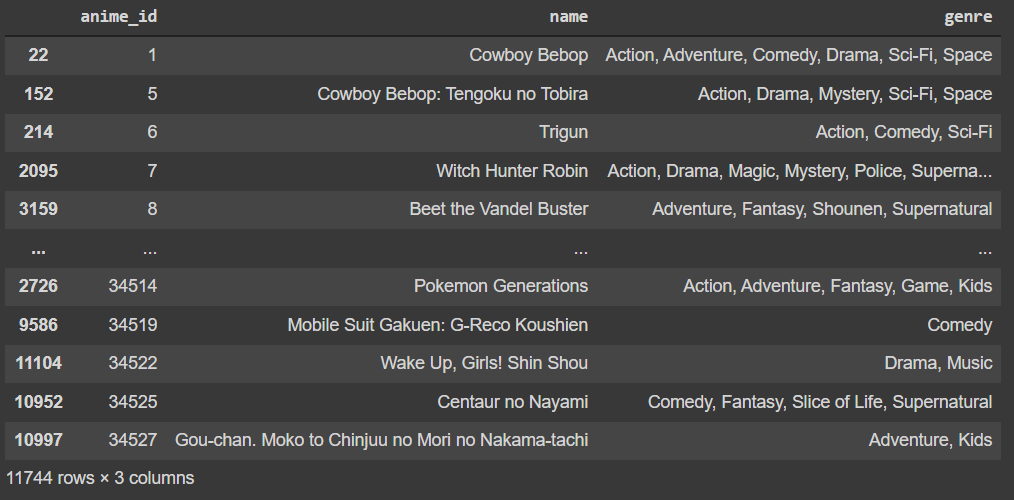 anime_id name genre
22 1 Cowboy Bebop Action, Adventure, Comedy, Drama, Sci-Fi, Space
152 5 Cowboy Bebop: Tengoku no Tobira Action, Drama, Mystery, Sci-Fi, Space
214 6 Trigun Action, Comedy, Sci-Fi
2095 7 Witch Hunter Robin Action, Drama, Magic, Mystery, Police, Superna...
3159 8 Beet the Vandel Buster Adventure, Fantasy, Shounen, Supernatural
... ... ... ...
2726 34514 Pokemon Generations Action, Adventure, Fantasy, Game, Kids
9586 34519 Mobile Suit Gakuen: G-Reco Koushien Comedy
11104 34522 Wake Up, Girls! Shin Shou Drama, Music
10952 34525 Centaur no Nayami Comedy, Fantasy, Slice of Life, Supernatural
10997 34527 Gou-chan. Moko to Chinjuu no Mori no Nakama-tachi Adventure, Kids
11744 rows × 3 columns